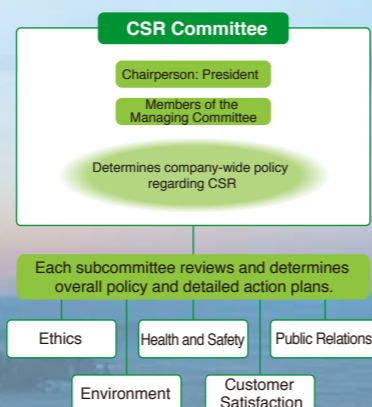 CSR Committee
Chairperson: President
Members of the
Managing Committee
Determines company-wide policy
regarding CSR
Each subcommittee reviews and determines
overall policy and detailed action plans.
Ethics
Health and Safety
Public Relations
Environment
Customer
Satisfaction